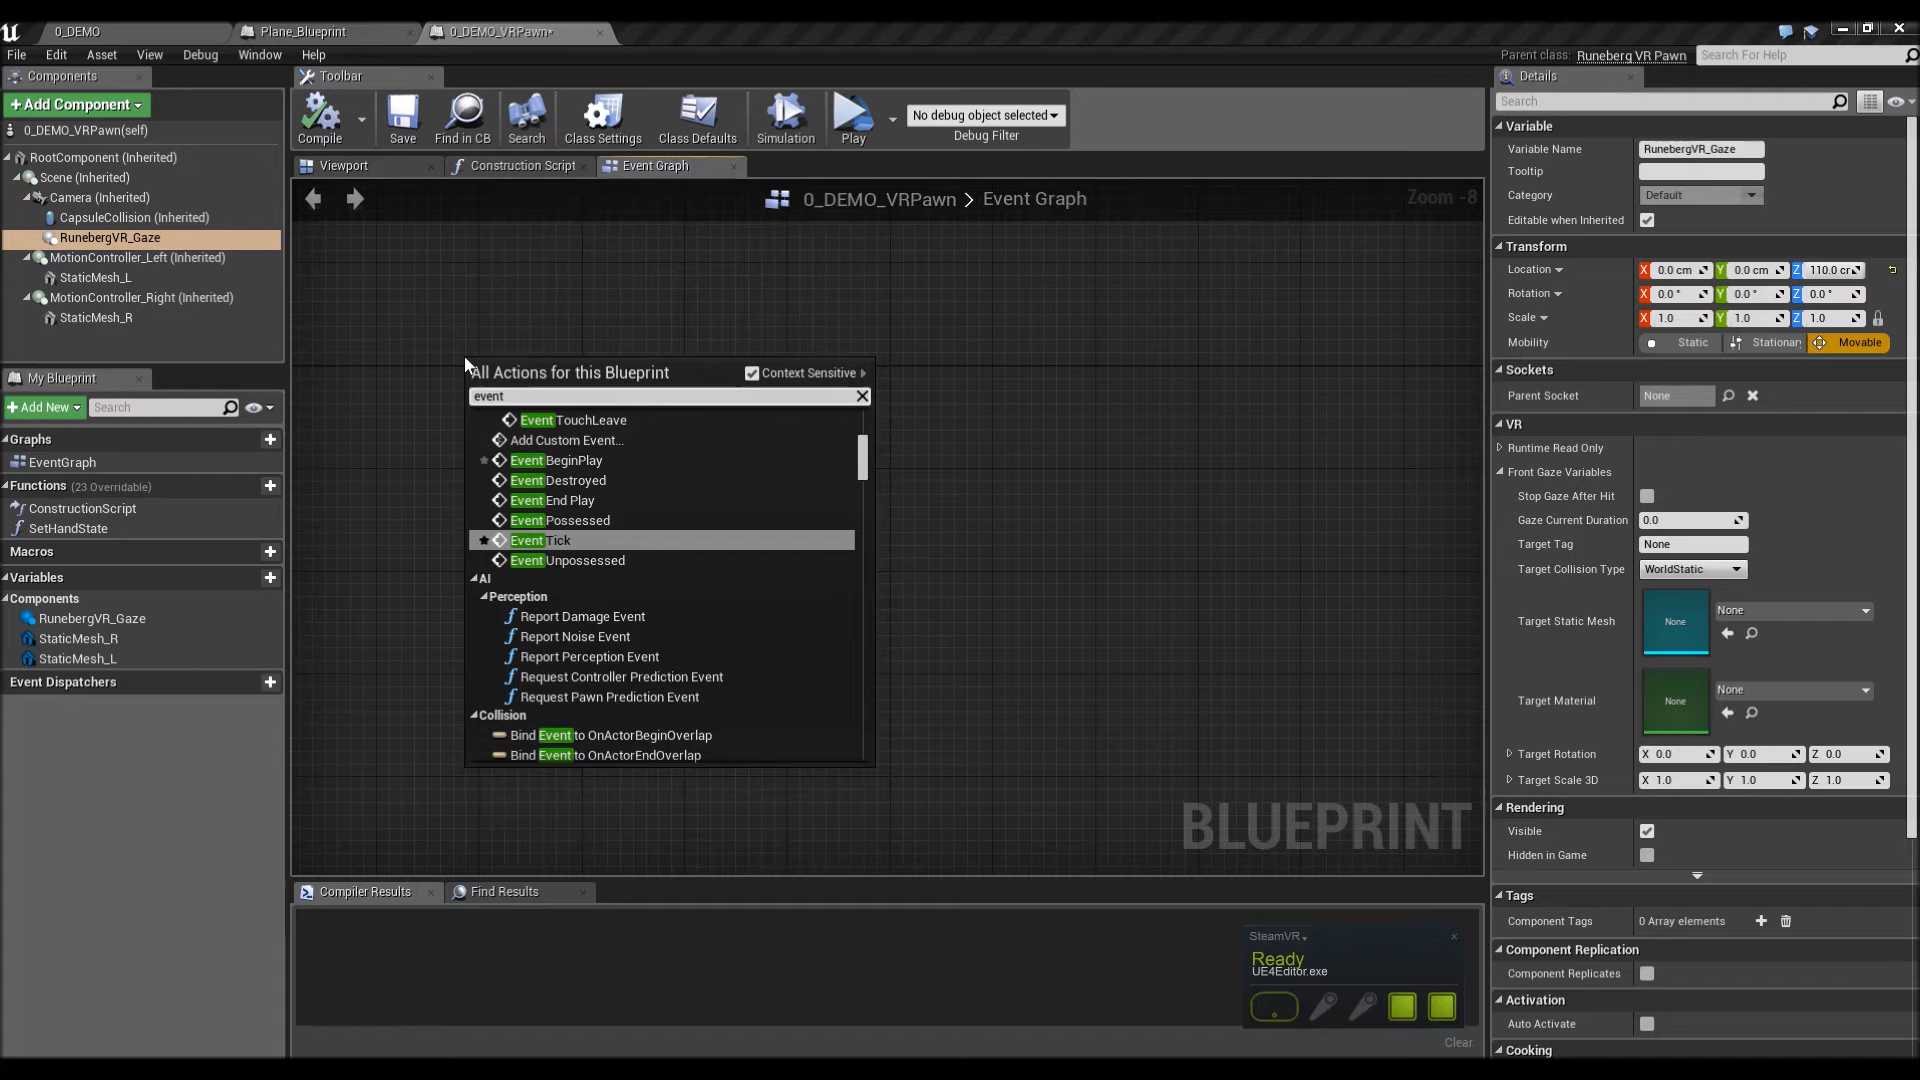 0_DEMO
Plane_Blueprint
0_DEMO_VRPawn*
File Edit Asset View Debug Window Help
Parent class: Runeberg VR Pawn
Search For Help
Components
+Add Component
0_DEMO_VRPawn(self)
RootComponent (Inherited)
Scene (Inherited)
Camera (Inherited)
CapsuleCollision (Inherited)
RunebergVR_Gaze
MotionController_Left (Inherited)
StaticMesh_L
MotionController_Right (Inherited)
StaticMesh_R
My Blueprint
+Add New
Search
Graphs
EventGraph
Functions (23 Overridable)
ConstructionScript
SetHandState
Macros
Variables
Components
RunebergVR_Gaze
StaticMesh_R
StaticMesh_L
Event Dispatchers
Toolbar
Compile
Save
Find in CB
Search
Class Settings
Class Defaults
Simulation
Play
No debug object selected
Debug Filter
Viewport
Construction Script
Event Graph
0_DEMO_VRPawn > Event Graph
Zoom -8
All Actions for this Blueprint
Context Sensitive
event
Event TouchLeave
Add Custom Event...
Event BeginPlay
Event Destroyed
Event End Play
Event Possessed
Event Tick
Event Unpossessed
AI
Perception
Report Damage Event
Report Noise Event
Report Perception Event
Request Controller Prediction Event
Request Pawn Prediction Event
Collision
Bind Event to OnActorBeginOverlap
Bind Event to OnActorEndOverlap
BLUEPRINT
Compiler Results
Find Results
SteamVR
Ready
UE4Editor.exe
Clear
Details
Search
Variable
Variable Name RunebergVR_Gaze
Tooltip
Category Default
Editable when Inherited
Transform
Location X 0.0 cm Y 0.0 cm Z 110.0 cr
Rotation X 0.0 ° Y 0.0 ° Z 0.0 °
Scale X 1.0 Y 1.0 Z 1.0
Mobility Static Stationary Movable
Sockets
Parent Socket None
VR
Runtime Read Only
Front Gaze Variables
Stop Gaze After Hit
Gaze Current Duration 0.0
Target Tag None
Target Collision Type WorldStatic
Target Static Mesh None None
Target Material None None
Target Rotation X 0.0 Y 0.0 Z 0.0
Target Scale 3D X 1.0 Y 1.0 Z 1.0
Rendering
Visible
Hidden in Game
Tags
Component Tags 0 Array elements
Component Replication
Component Replicates
Activation
Auto Activate
Cooking